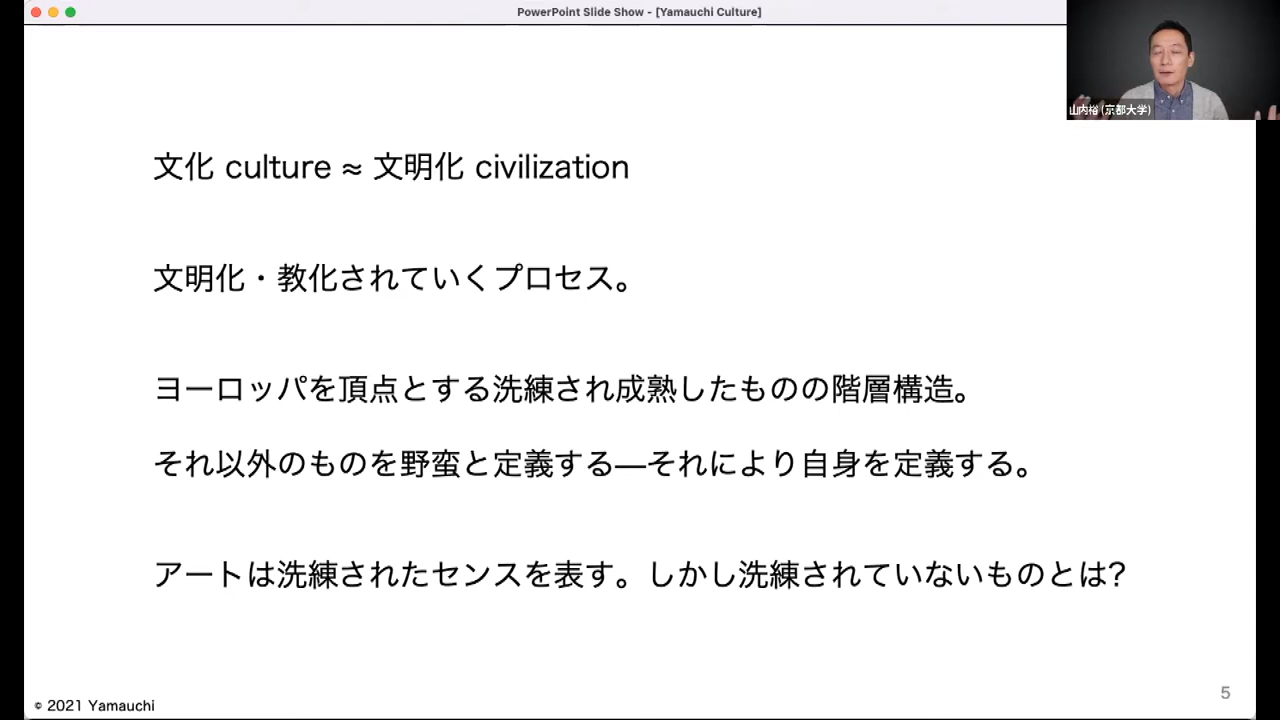 PowerPoint Slide Show - [Yamauchi Culture]
山内裕 (京都大学)
文化 culture ≈ 文明化 civilization
文明化・教化されていくプロセス。
ヨーロッパを頂点とする洗練され成熟したものの階層構造。
それ以外のものを野蛮と定義する—それにより自身を定義する。
アートは洗練されたセンスを表す。しかし洗練されていないものとは?
© 2021 Yamauchi
5